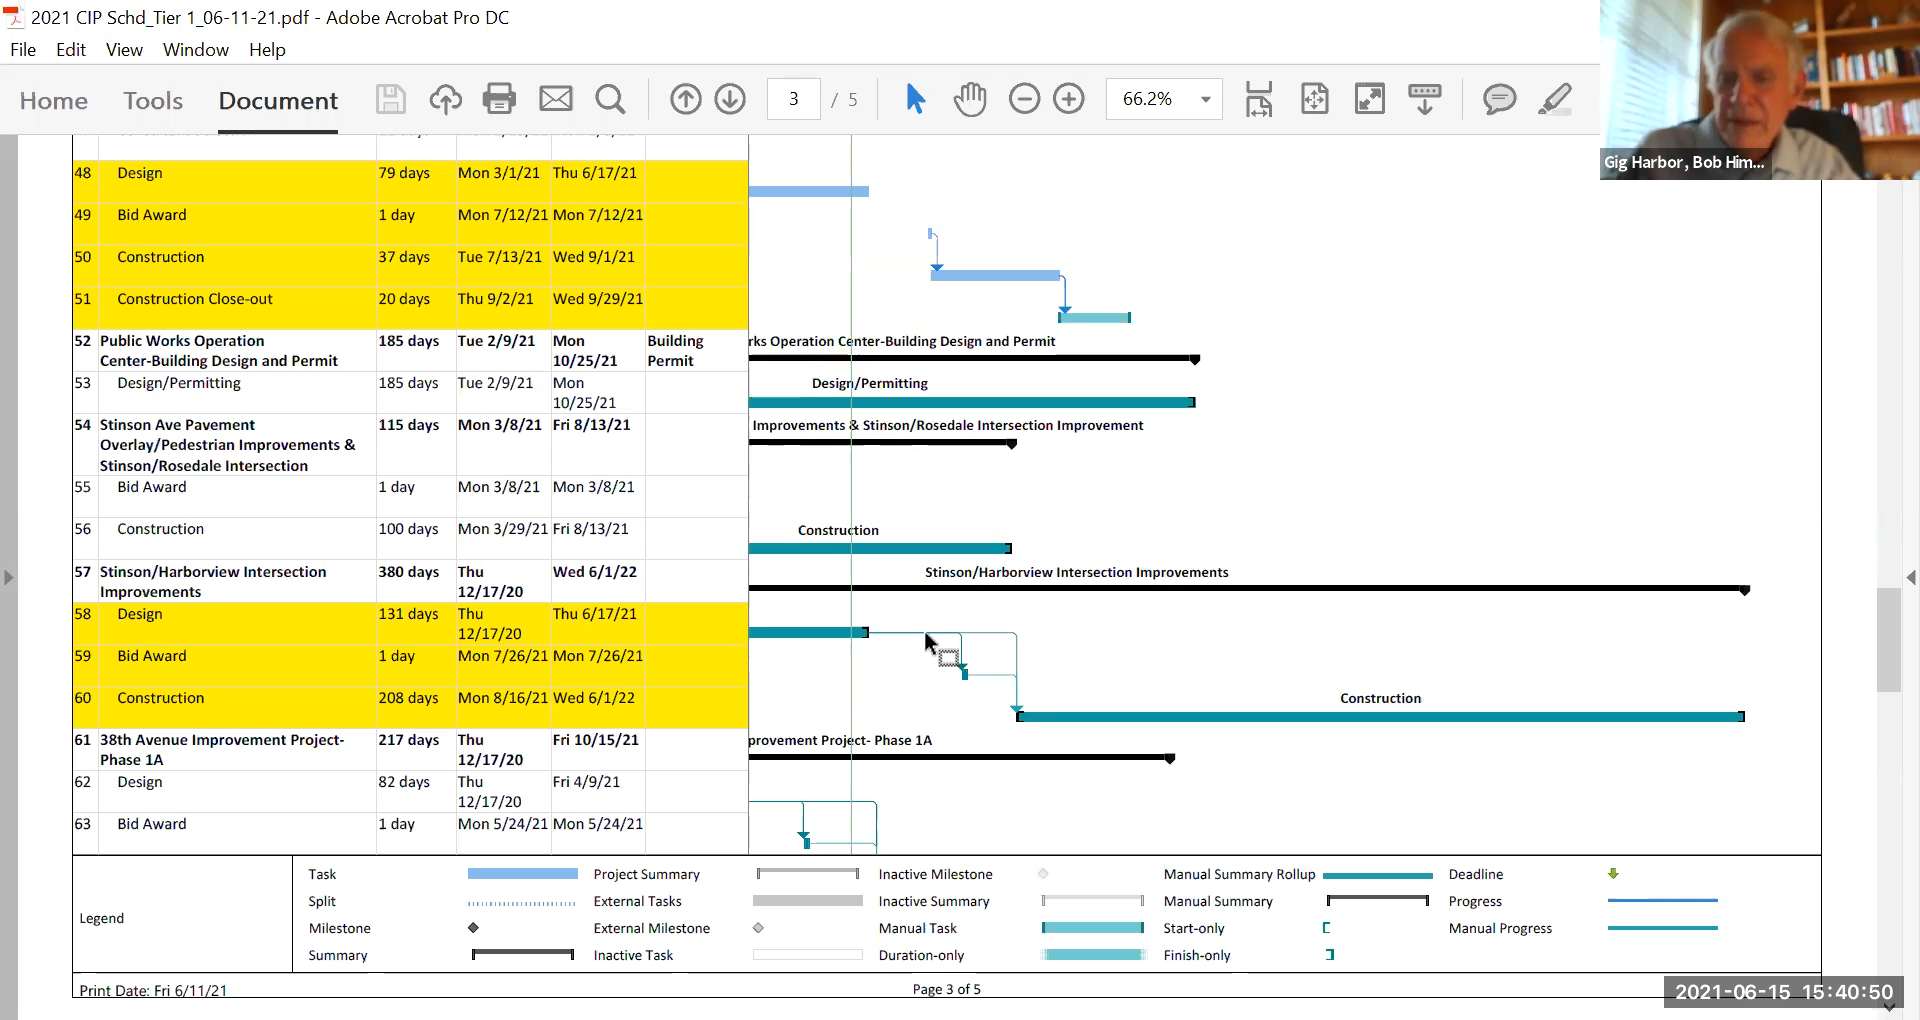 2021 CIP Schd_Tier 1_06-11-21.pdf - Adobe Acrobat Pro DC
File Edit View Window Help
Home Tools Document 3 / 5 66.2%
Gig Harbor, Bob Him...
48 Design 79 days Mon 3/1/21 Thu 6/17/21
49 Bid Award 1 day Mon 7/12/21 Mon 7/12/21
50 Construction 37 days Tue 7/13/21 Wed 9/1/21
51 Construction Close-out 20 days Thu 9/2/21 Wed 9/29/21
52 Public Works Operation 185 days Tue 2/9/21 Mon Building rks Operation Center-Building Design and Permit
Center-Building Design and Permit 10/25/21 Permit
53 Design/Permitting 185 days Tue 2/9/21 Mon Design/Permitting
10/25/21
54 Stinson Ave Pavement 115 days Mon 3/8/21 Fri 8/13/21 Improvements & Stinson/Rosedale Intersection Improvement
Overlay/Pedestrian Improvements &
Stinson/Rosedale Intersection
55 Bid Award 1 day Mon 3/8/21 Mon 3/8/21
56 Construction 100 days Mon 3/29/21 Fri 8/13/21 Construction
57 Stinson/Harborview Intersection 380 days Thu Wed 6/1/22 Stinson/Harborview Intersection Improvements
Improvements 12/17/20
58 Design 131 days Thu Thu 6/17/21
12/17/20
59 Bid Award 1 day Mon 7/26/21 Mon 7/26/21
60 Construction 208 days Mon 8/16/21 Wed 6/1/22 Construction
61 38th Avenue Improvement Project- 217 days Thu Fri 10/15/21 provement Project- Phase 1A
Phase 1A 12/17/20
62 Design 82 days Thu Fri 4/9/21
12/17/20
63 Bid Award 1 day Mon 5/24/21 Mon 5/24/21
Legend
Task Project Summary Inactive Milestone Manual Summary Rollup Deadline
Split External Tasks Inactive Summary Manual Summary Progress
Milestone External Milestone Manual Task Start-only Manual Progress
Summary Inactive Task Duration-only Finish-only
Print Date: Fri 6/11/21 Page 3 of 5
2021-06-15 15:40:50